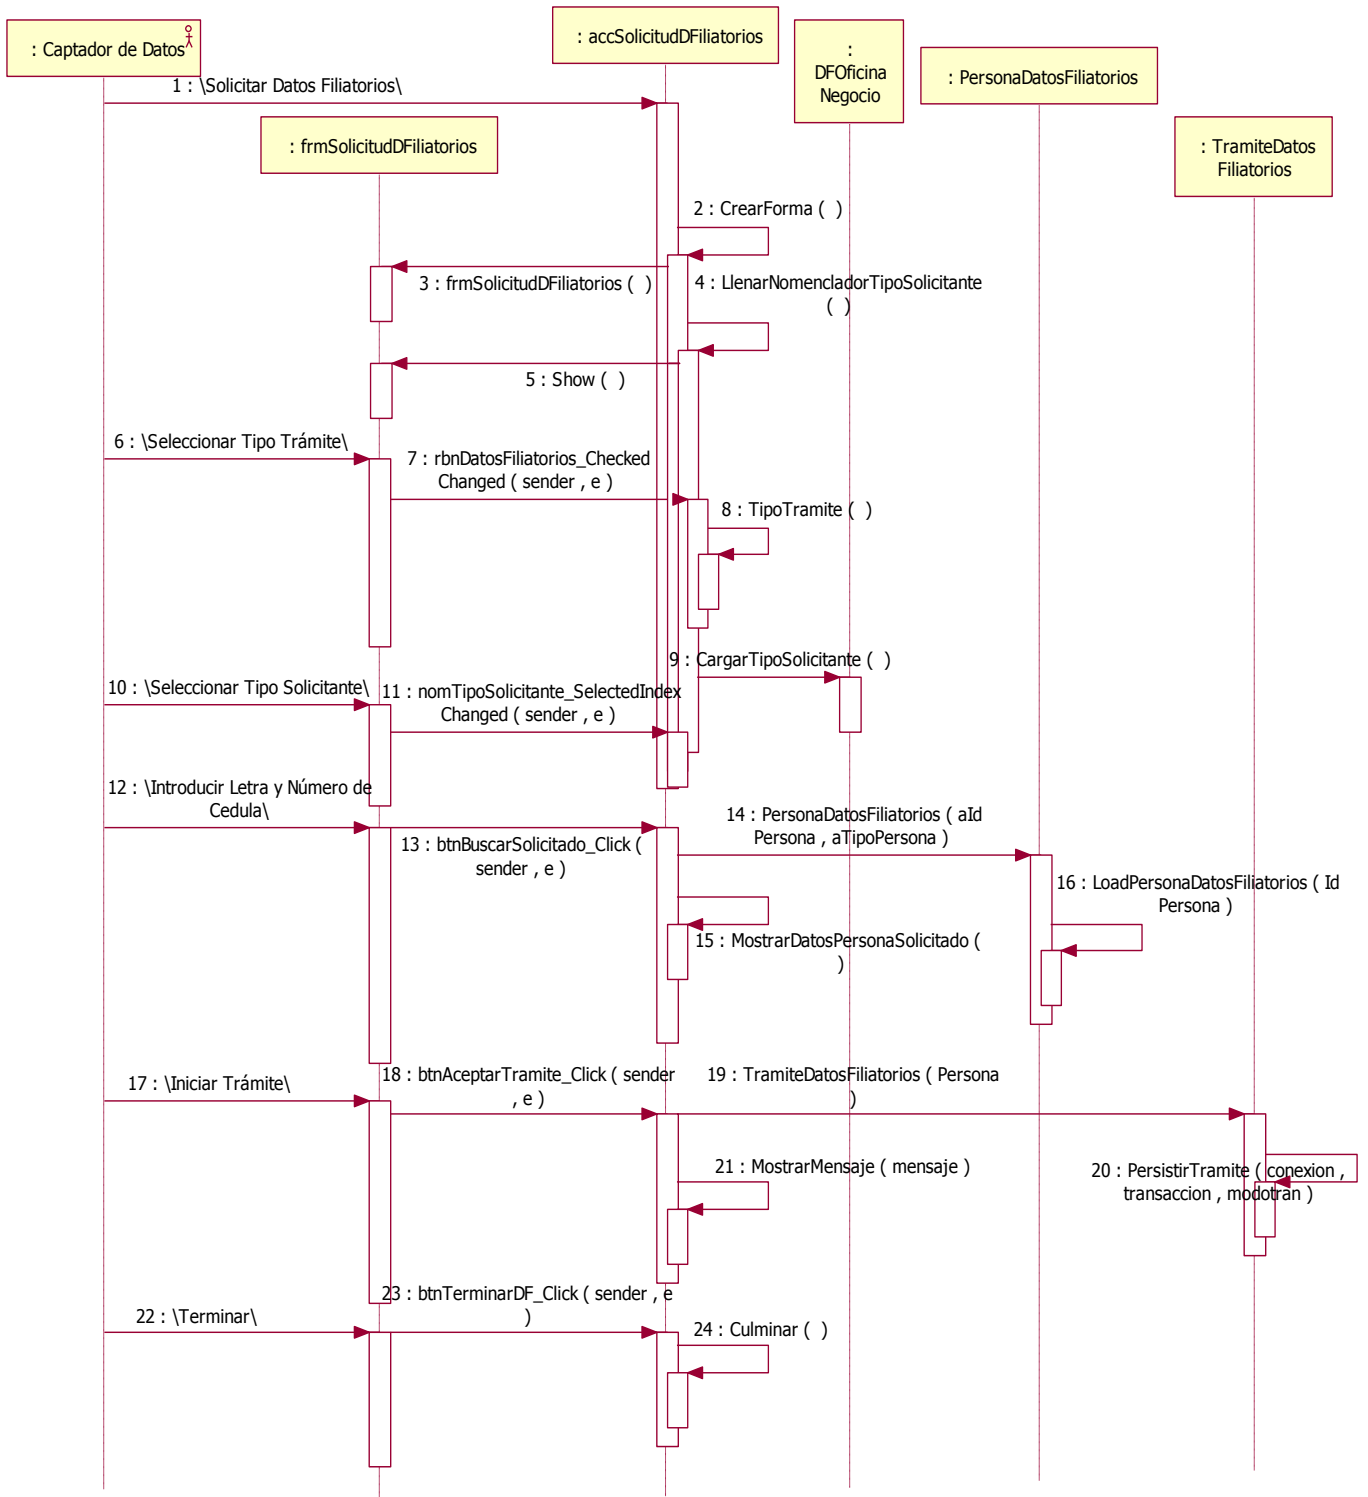 : Captador de Datos
: accSolicitudDFiliatorios
:
DFOficina
Negocio
: PersonaDatosFiliatorios
: TramiteDatos
Filiatorios
: frmSolicitudDFiliatorios
1 : \Solicitar Datos Filiatorios\
2 : CrearForma ( )
3 : frmSolicitudDFiliatorios ( )
4 : LlenarNomencladorTipoSolicitante
( )
5 : Show ( )
6 : \Seleccionar Tipo Trámite\
7 : rbnDatosFiliatorios_Checked
Changed ( sender , e )
8 : TipoTramite ( )
9 : CargarTipoSolicitante ( )
10 : \Seleccionar Tipo Solicitante\
11 : nomTipoSolicitante_SelectedIndex
Changed ( sender , e )
12 : \Introducir Letra y Número de
Cedula\
13 : btnBuscarSolicitado_Click (
sender , e )
14 : PersonaDatosFiliatorios ( aId
Persona , aTipoPersona )
15 : MostrarDatosPersonaSolicitado (
)
16 : LoadPersonaDatosFiliatorios ( Id
Persona )
17 : \Iniciar Trámite\
18 : btnAceptarTramite_Click ( sender
, e )
19 : TramiteDatosFiliatorios ( Persona
)
20 : PersistirTramite ( conexion ,
transaccion , modotran )
21 : MostrarMensaje ( mensaje )
22 : \Terminar\
23 : btnTerminarDF_Click ( sender , e
)
24 : Culminar ( )